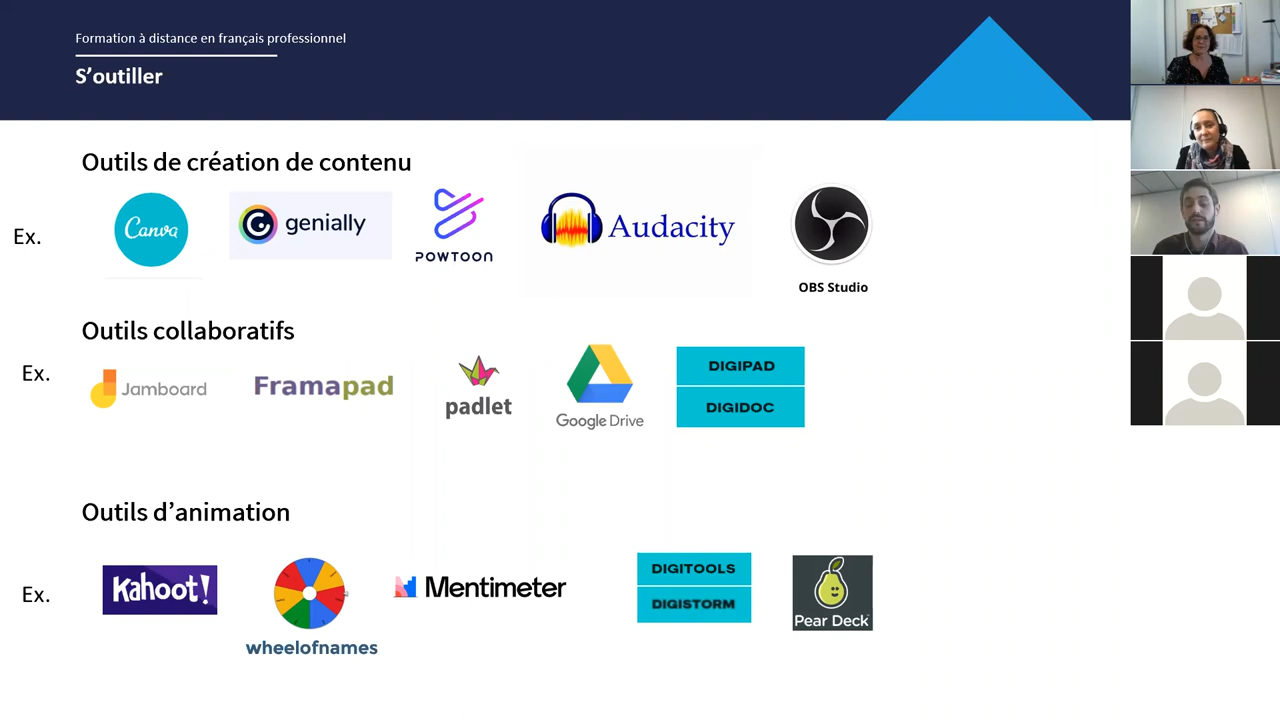 Formation à distance en français professionnel
S’outiller
Outils de création de contenu
Ex.
Canva
genially
POWTOON
Audacity
OBS Studio
Outils collaboratifs
Ex.
Jamboard
Framapad
padlet
Google Drive
DIGIPAD
DIGIDOC
Outils d’animation
Ex.
Kahoot!
wheelofnames
Mentimeter
DIGITOOLS
DIGISTORM
Pear Deck